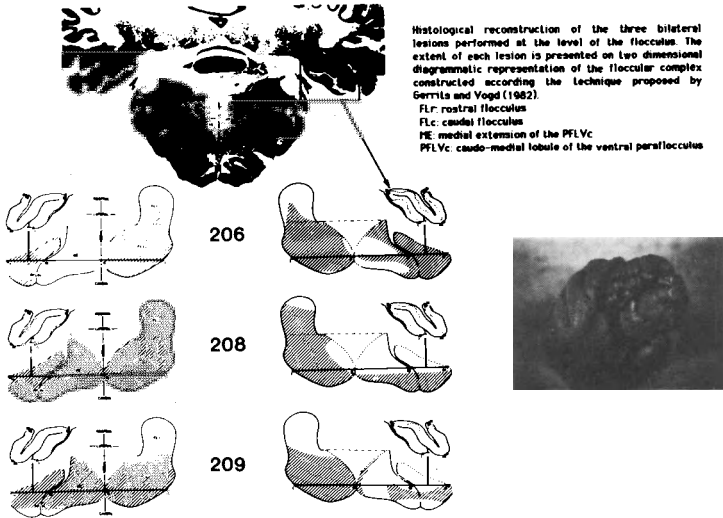 Histological reconstruction of the three bilateral
lesions performed at the level of the flocculus. The
extent of each lesion is presented on two dimensional
diagrammatic representation of the floccular complex
constructed according the technique proposed by
Gerrits and Vogd (1982).
FLr: rostral flocculus
FLc: caudal flocculus
ME: medial extension of the PFLVc
PFLVc: caudo-medial lobule of the ventral paraflocculus
206
208
209